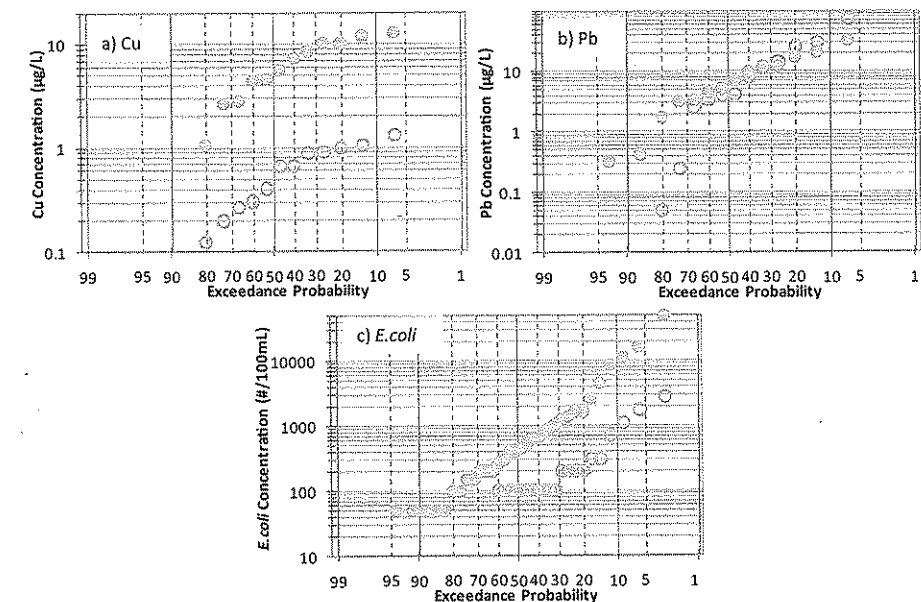 a) Cu
10
1
0.1
Cu Concentration (µg/L)
99 95 90 80 70 60 50 40 30 20 10 5 1
Exceedance Probability
b) Pb
10
1
0.1
0.01
Pb Concentration (µg/L)
99 95 90 80 70 60 50 40 30 20 10 5 1
Exceedance Probability
c) E.coli
10000
1000
100
10
E.coli Concentration (#/100mL)
99 95 90 80 70 60 50 40 30 20 10 5 1
Exceedance Probability